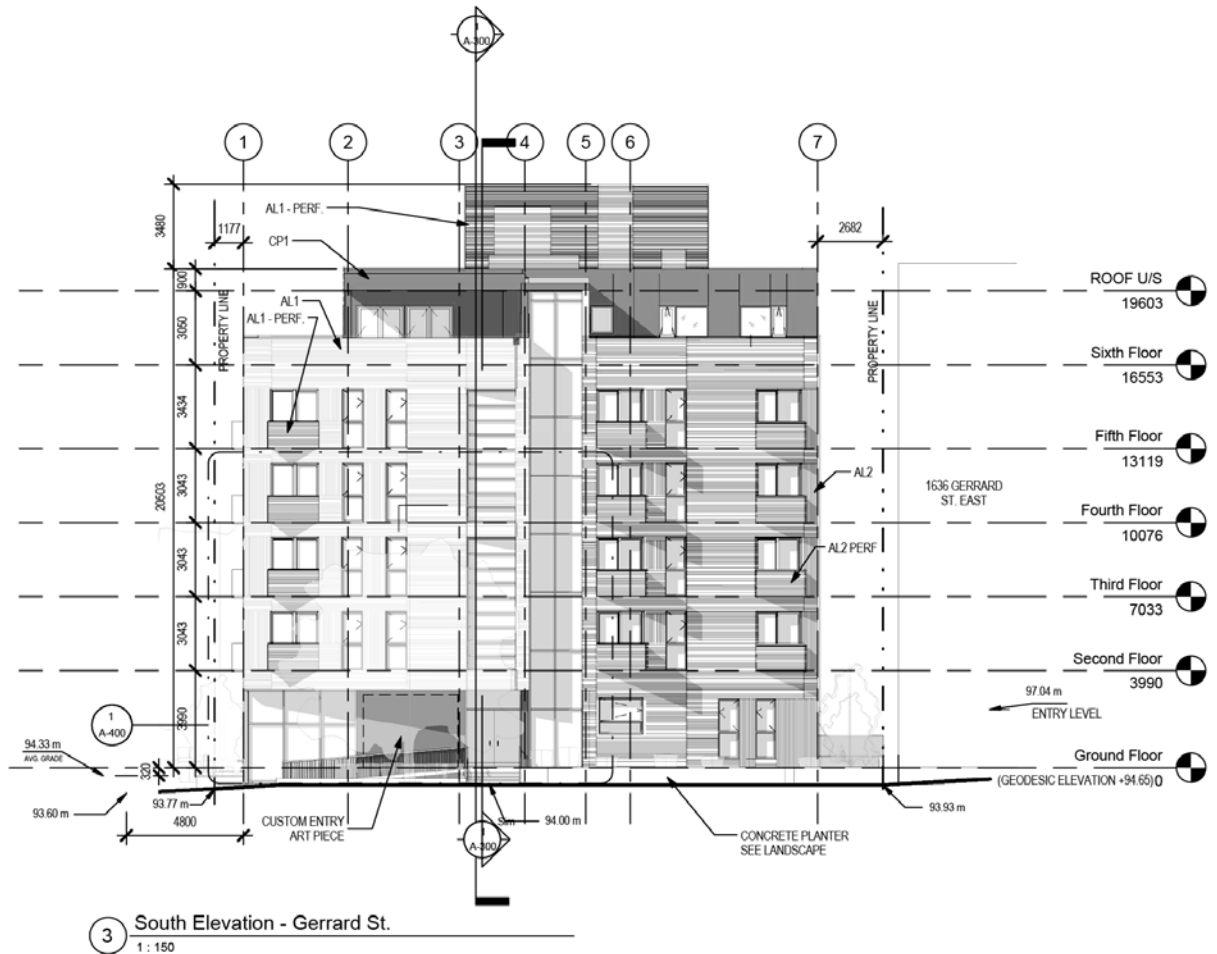 1
A-300
1
2
3
4
5
6
7
3480
1177
AL1 - PERF.
2682
CP1
900
ROOF U/S
19603
AL1
AL1 - PERF.
PROPERTY LINE
3050
PROPERTY LINE
Sixth Floor
16553
3434
Fifth Floor
13119
20503
3043
AL2
1636 GERRARD
ST. EAST
Fourth Floor
10076
3043
AL2 PERF
Third Floor
7033
3043
Second Floor
3990
3990
97.04 m
ENTRY LEVEL
1
A-400
94.33 m
AVG. GRADE
320
Ground Floor
(GEODESIC ELEVATION +94.65)0
93.60 m
93.77 m
4800
CUSTOM ENTRY
ART PIECE
Sim
94.00 m
93.93 m
1
A-300
CONCRETE PLANTER
SEE LANDSCAPE
3
South Elevation - Gerrard St.
1 : 150